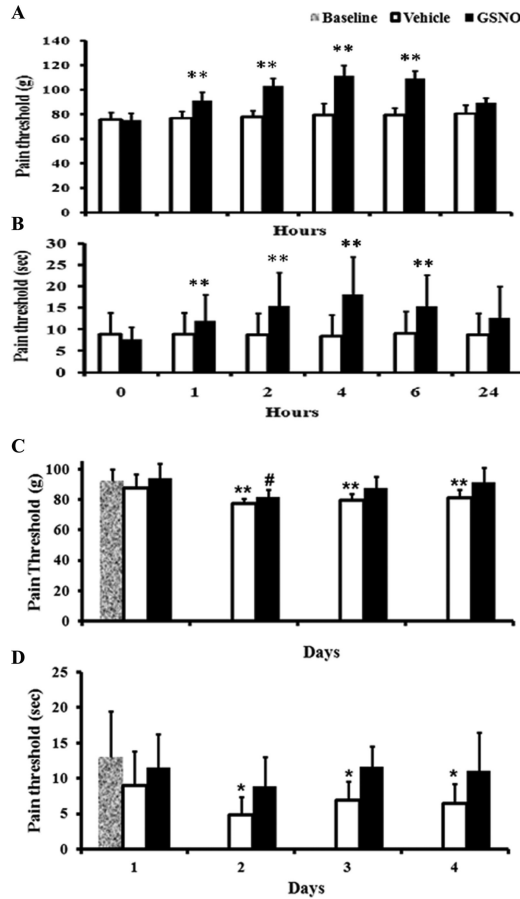 A
Baseline Vehicle GSNO
Pain threshold (g)
140
120
100
80
60
40
20
0
** ** ** **
Hours
B
Pain threshold (sec)
30
25
20
15
10
5
0
** ** ** **
0 1 2 4 6 24
Hours
C
Pain Threshold (g)
100
80
60
40
20
0
** # ** **
Days
D
Pain threshold (sec)
25
20
15
10
5
0
* * *
1 2 3 4
Days